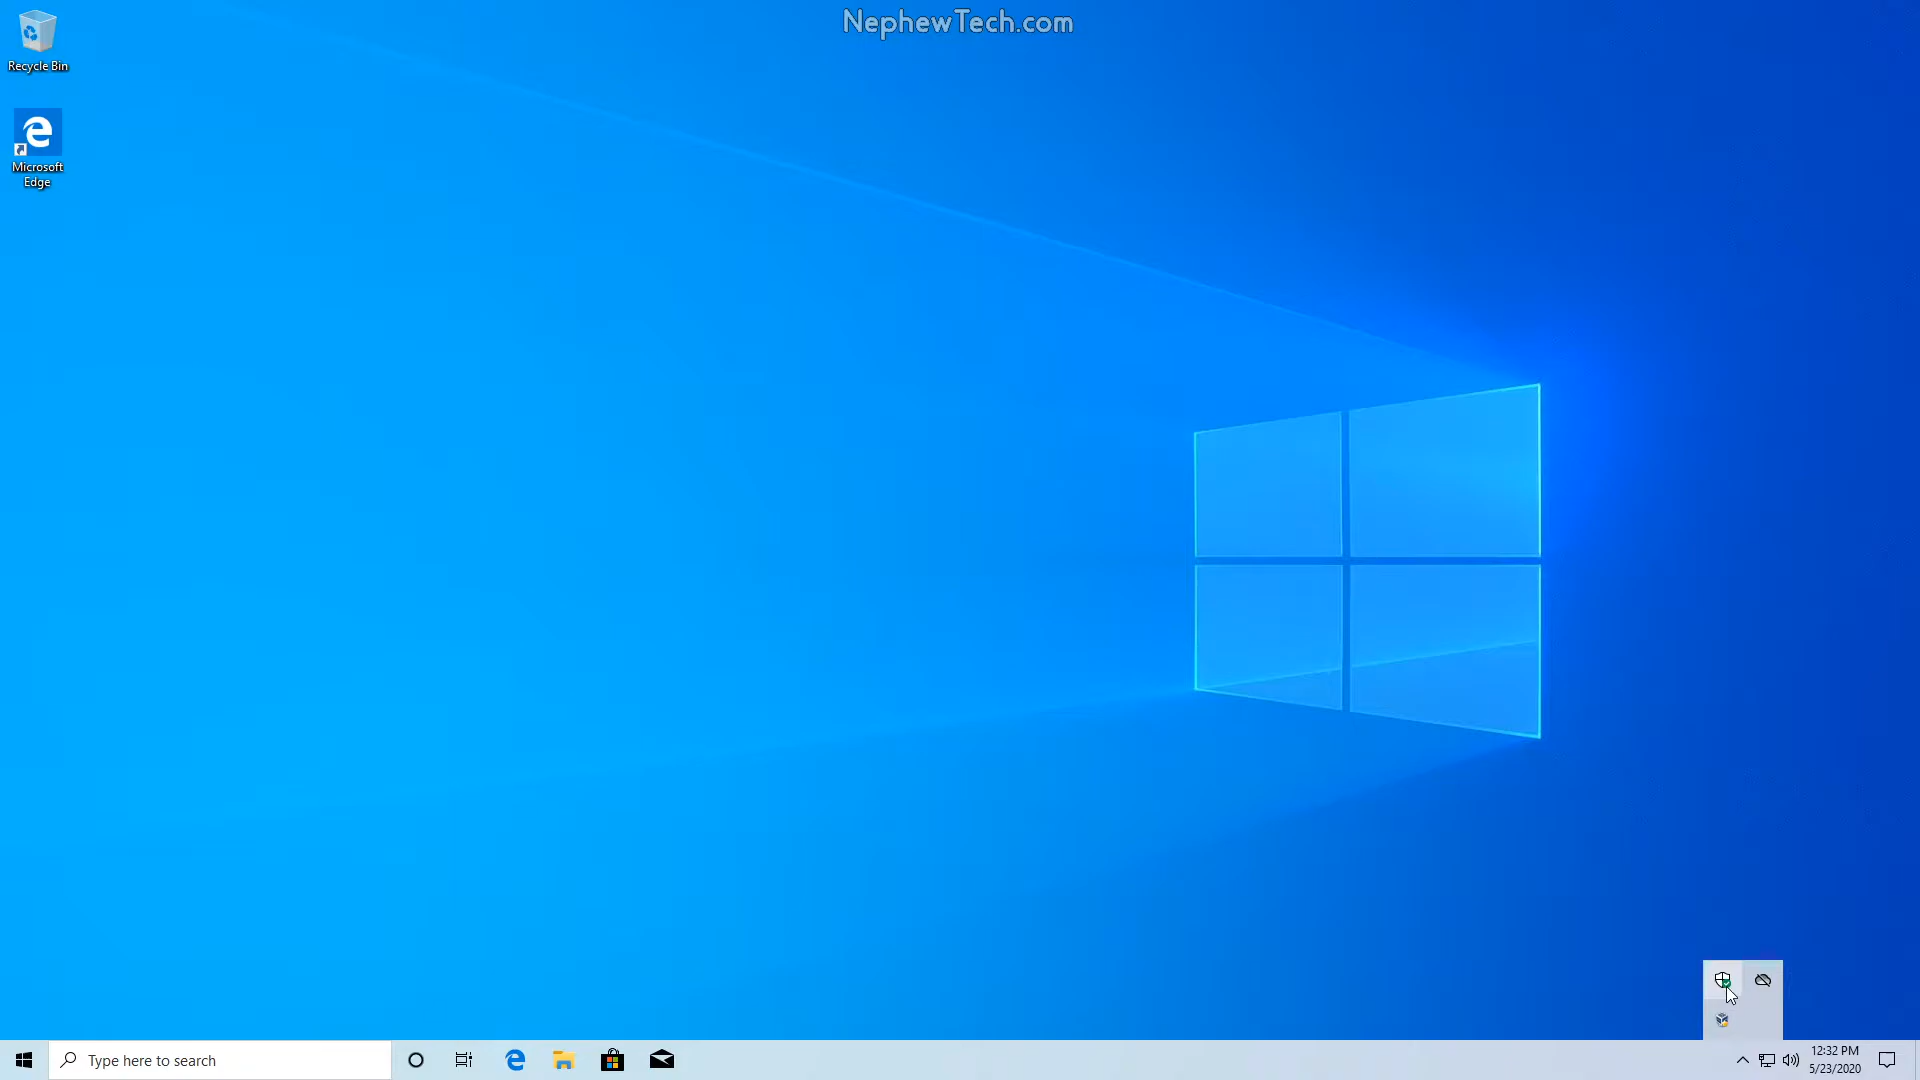 NephewTech.com
Recycle Bin
Microsoft
Edge
Type here to search
12:32 PM
5/23/2020